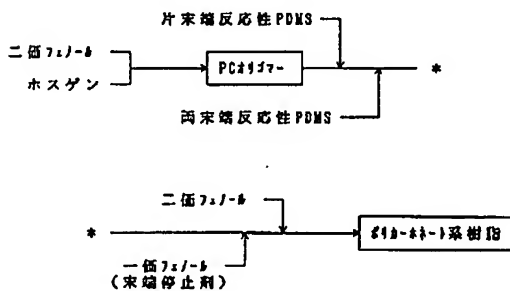 片末端反応性PDMS
二価フェノール
ホスゲン
PCオリゴマー
*
両末端反応性PDMS
二価フェノール
*
ポリカーボネート系樹脂
一価フェノール
(末端停止剤)